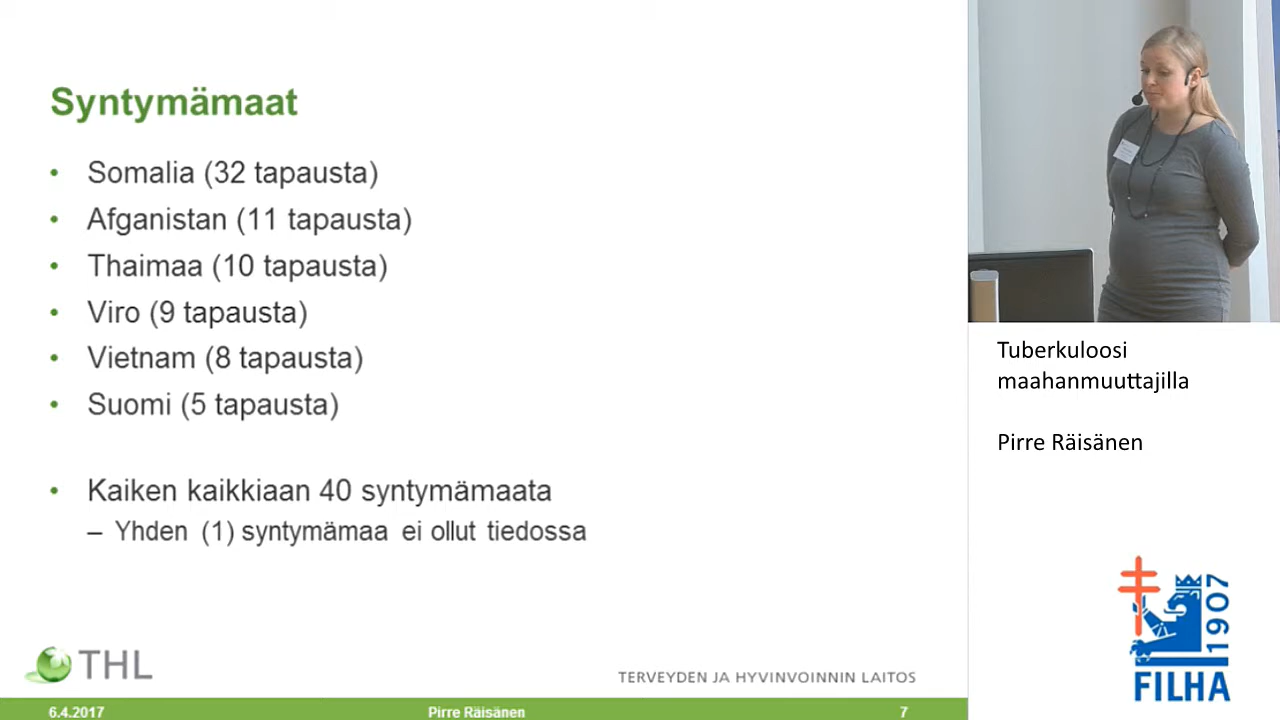 Syntymämaat
• Somalia (32 tapausta)
• Afganistan (11 tapausta)
• Thaimaa (10 tapausta)
• Viro (9 tapausta)
• Vietnam (8 tapausta)
• Suomi (5 tapausta)
• Kaiken kaikkiaan 40 syntymämaata
– Yhden (1) syntymämaa ei ollut tiedossa
THL
TERVEYDEN JA HYVINVOINNIN LAITOS
6.4.2017 Pirre Räisänen 7
Tuberkuloosi
maahanmuuttajilla
Pirre Räisänen
1907
FILHA